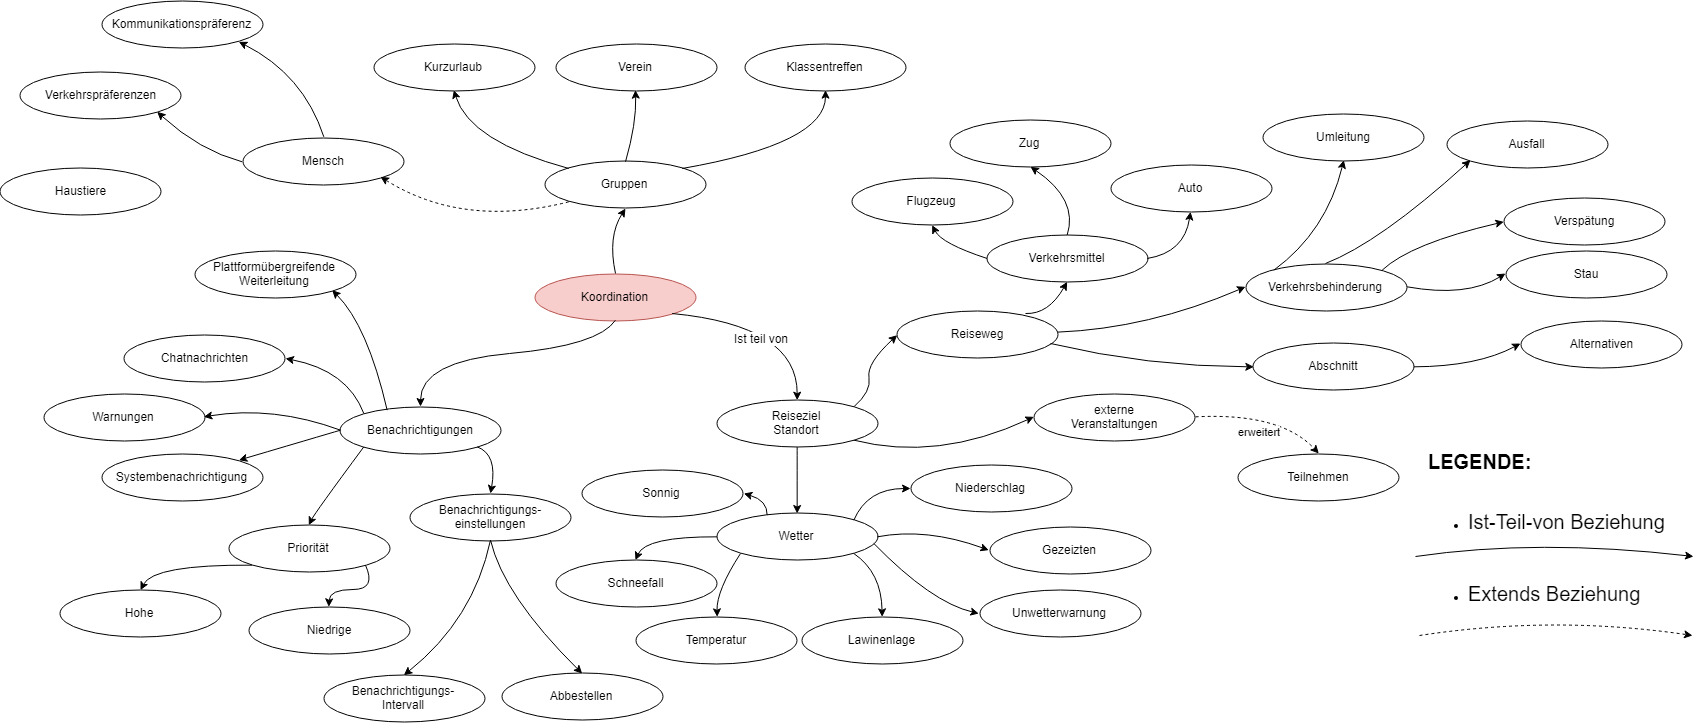 Kommunikationspräferenz
Kurzurlaub
Verein
Klassentreffen
Verkehrspräferenzen
Mensch
Haustiere
Gruppen
Zug
Umleitung
Ausfall
Flugzeug
Auto
Verspätung
Verkehrsmittel
Plattformübergreifende
Weiterleitung
Koordination
Verkehrsbehinderung
Stau
Ist teil von
Reiseweg
Chatnachrichten
Abschnitt
Alternativen
Warnungen
Benachrichtigungen
Reiseziel
Standort
externe
Veranstaltungen
erweitert
Systembenachrichtigung
Teilnehmen
LEGENDE:
Sonnig
Niederschlag
Benachrichtigungs-
einstellungen
Wetter
• Ist-Teil-von Beziehung
Priorität
Gezeizten
Schneefall
• Extends Beziehung
Hohe
Niedrige
Temperatur
Lawinenlage
Unwetterwarnung
Benachrichtigungs-
Intervall
Abbestellen